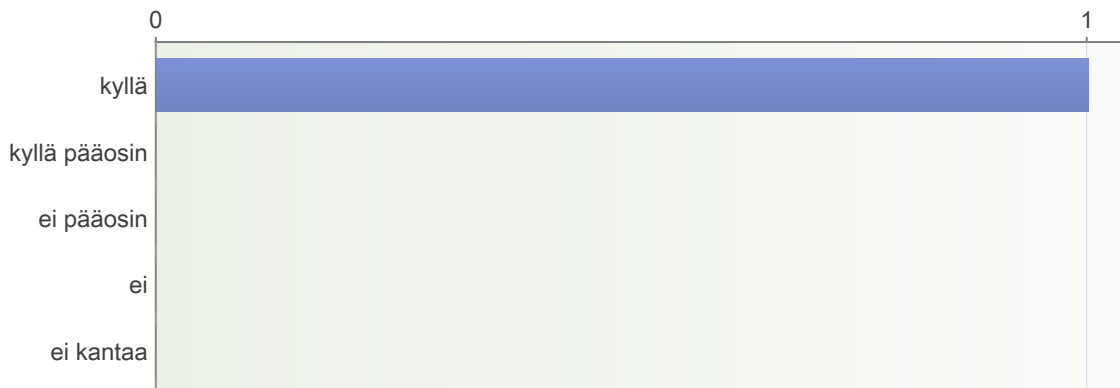 0 1
kyllä
kyllä pääosin
ei pääosin
ei
ei kantaa